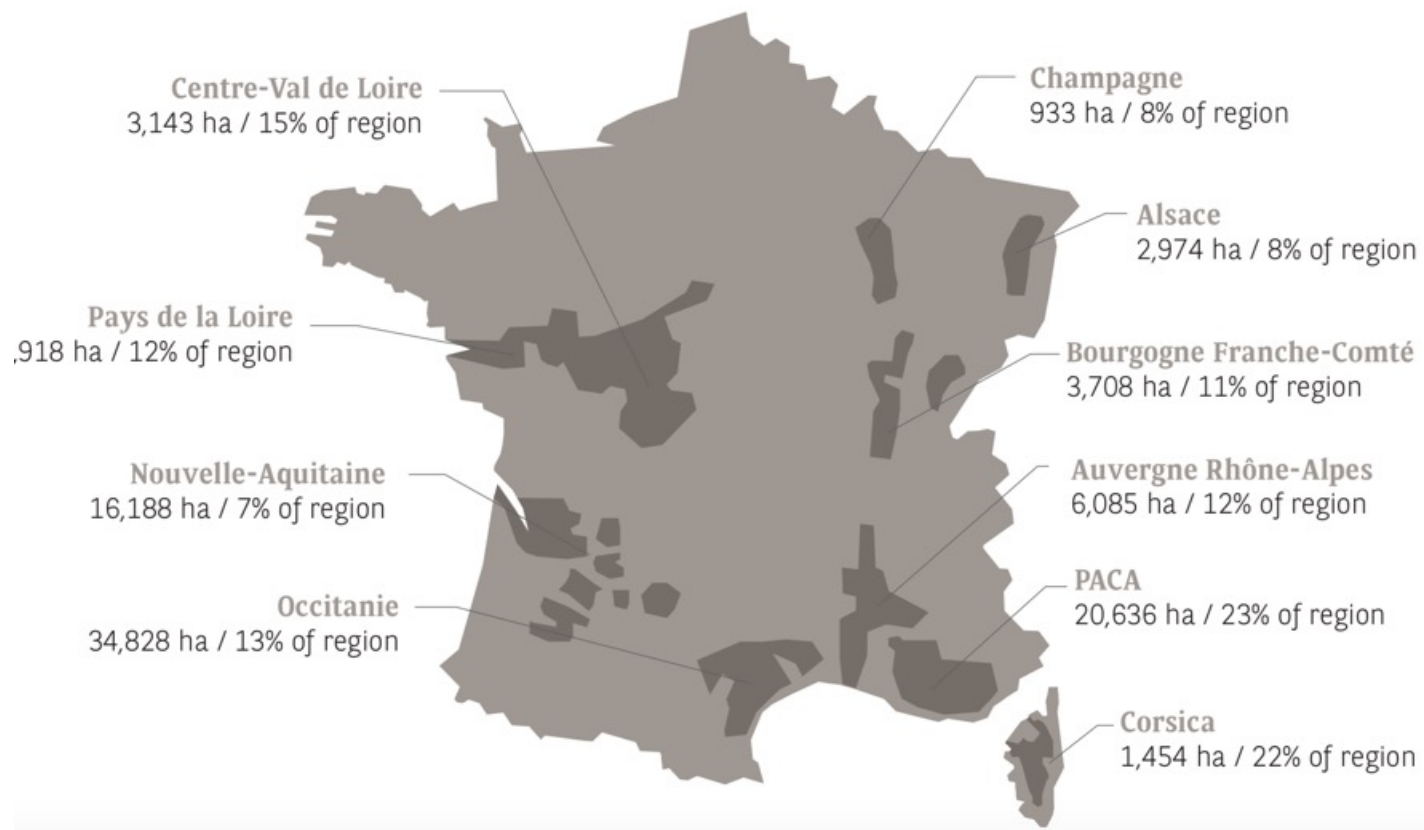 Centre-Val de Loire
3,143 ha / 15% of region
Champagne
933 ha / 8% of region
Alsace
2,974 ha / 8% of region
Pays de la Loire
,918 ha / 12% of region
Bourgogne Franche-Comté
3,708 ha / 11% of region
Nouvelle-Aquitaine
16,188 ha / 7% of region
Auvergne Rhône-Alpes
6,085 ha / 12% of region
Occitanie
34,828 ha / 13% of region
PACA
20,636 ha / 23% of region
Corsica
1,454 ha / 22% of region